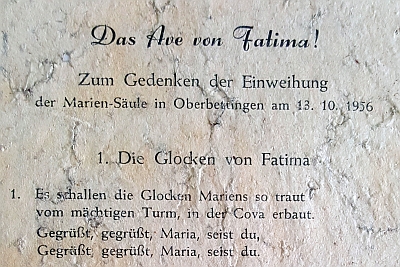 Das Ave von Fatima!
Zum Gedenken der Einweihung
der Marien-Säule in Oberbettingen am 13. 10. 1956
1. Die Glocken von Fatima
1. Es schallen die Glocken Mariens so traut
vom mächtigen Turm, in der Cova erbaut.
Gegrüßt, gegrüßt, Maria, seist du,
Gegrüßt, gegrüßt, Maria, seist du.